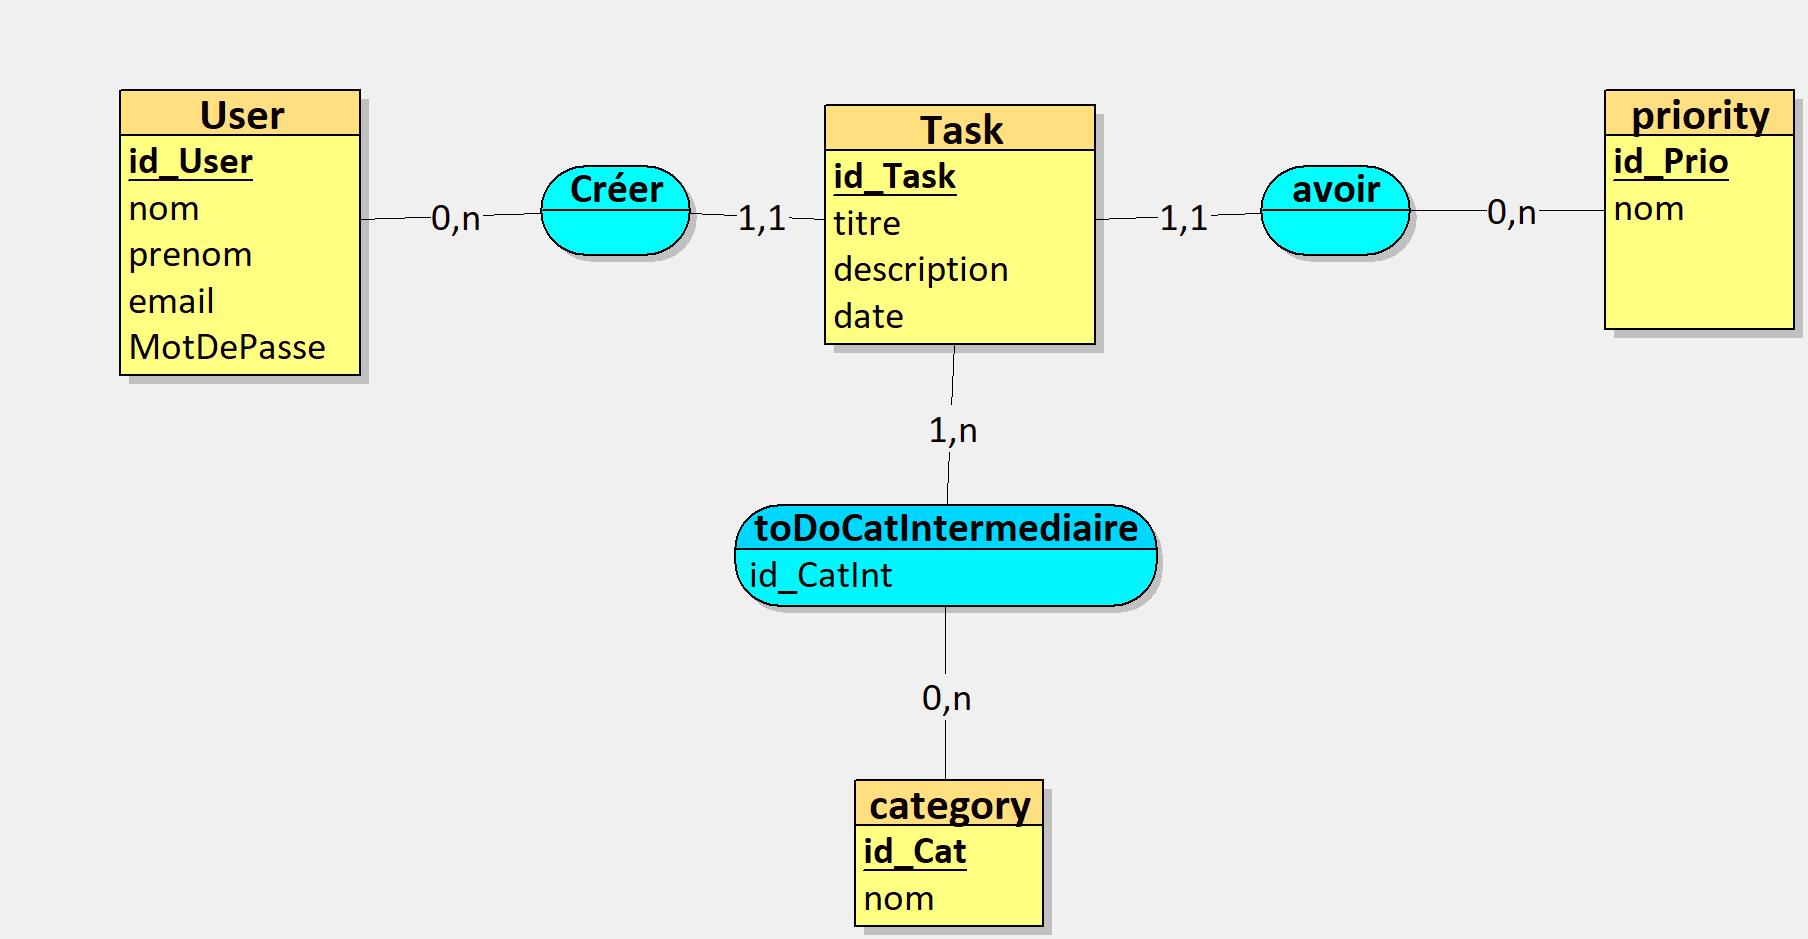 User
id_User
nom
prenom
email
MotDePasse
0,n
Créer
1,1
Task
id_Task
titre
description
date
1,1
avoir
0,n
priority
id_Prio
nom
1,n
toDoCatIntermediaire
id_CatInt
0,n
category
id_Cat
nom